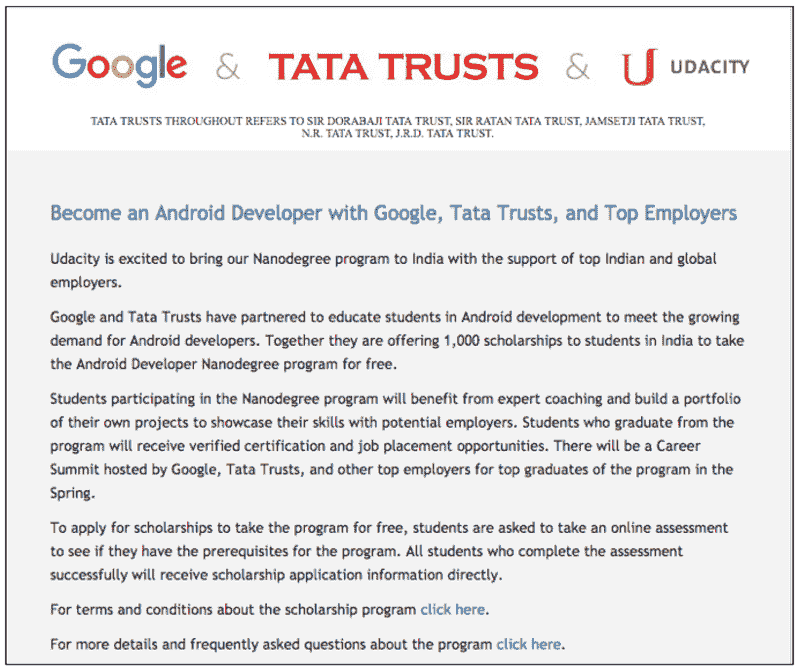 Google & TATA TRUSTS & UDACITY
TATA TRUSTS THROUGHOUT REFERS TO SIR DORABAJI TATA TRUST, SIR RATAN TATA TRUST, JAMSETJI TATA TRUST,
N.R. TATA TRUST, J.R.D. TATA TRUST.
Become an Android Developer with Google, Tata Trusts, and Top Employers
Udacity is excited to bring our Nanodegree program to India with the support of top Indian and global
employers.
Google and Tata Trusts have partnered to educate students in Android development to meet the growing
demand for Android developers. Together they are offering 1,000 scholarships to students in India to take
the Android Developer Nanodegree program for free.
Students participating in the Nanodegree program will benefit from expert coaching and build a portfolio
of their own projects to showcase their skills with potential employers. Students who graduate from the
program will receive verified certification and job placement opportunities. There will be a Career
Summit hosted by Google, Tata Trusts, and other top employers for top graduates of the program in the
Spring.
To apply for scholarships to take the program for free, students are asked to take an online assessment
to see if they have the prerequisites for the program. All students who complete the assessment
successfully will receive scholarship application information directly.
For terms and conditions about the scholarship program click here.
For more details and frequently asked questions about the program click here.